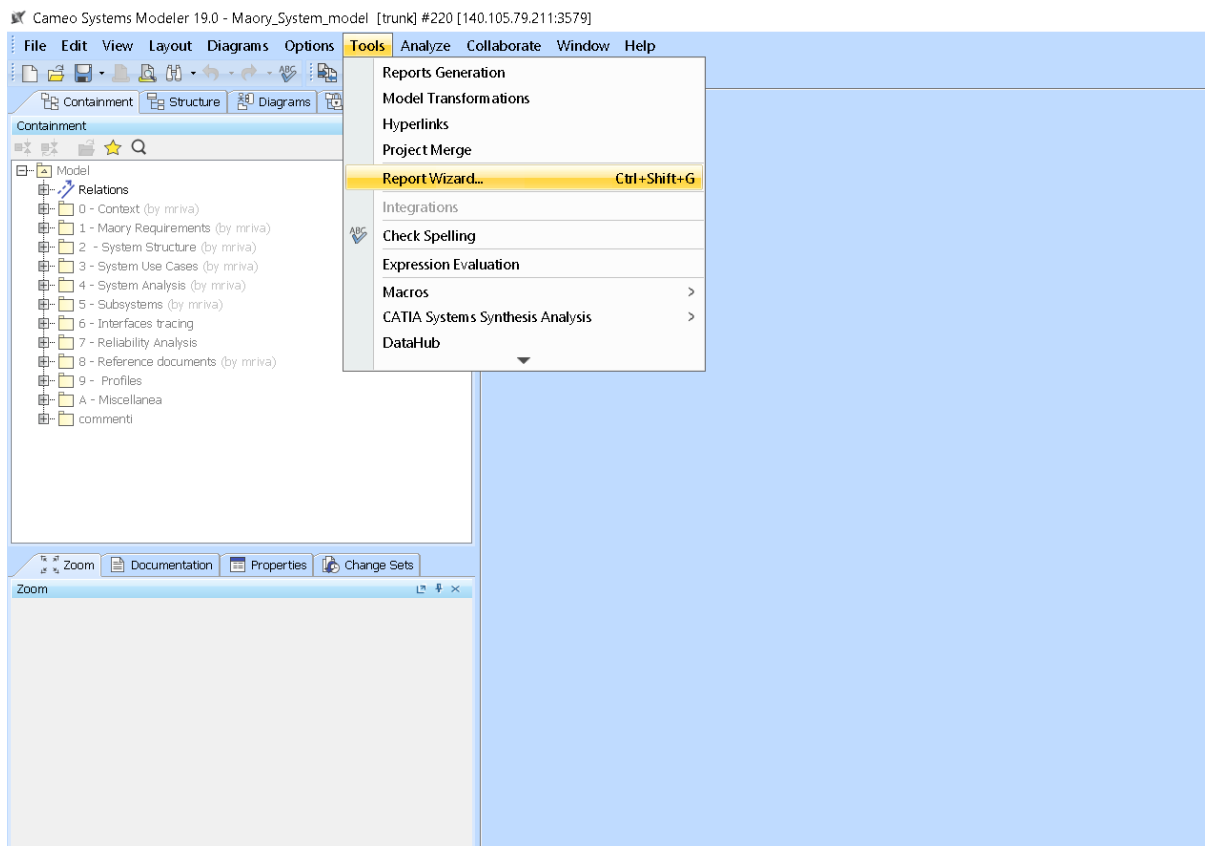 Cameo Systems Modeler 19.0 - Maory_System_model [trunk] #220 [140.105.79.211:3579]
File Edit View Layout Diagrams Options Tools Analyze Collaborate Window Help
Containment Structure Diagrams
Containment
Model
Relations
0 - Context (by mriva)
1 - Maory Requirements (by mriva)
2 - System Structure (by mriva)
3 - System Use Cases (by mriva)
4 - System Analysis (by mriva)
5 - Subsystems (by mriva)
6 - Interfaces tracing
7 - Reliability Analysis
8 - Reference documents (by mriva)
9 - Profiles
A - Miscellanea
commenti
Reports Generation
Model Transformations
Hyperlinks
Project Merge
Report Wizard... Ctrl+Shift+G
Integrations
ABC Check Spelling
Expression Evaluation
Macros
CATIA Systems Synthesis Analysis
DataHub
Zoom Documentation Properties Change Sets
Zoom